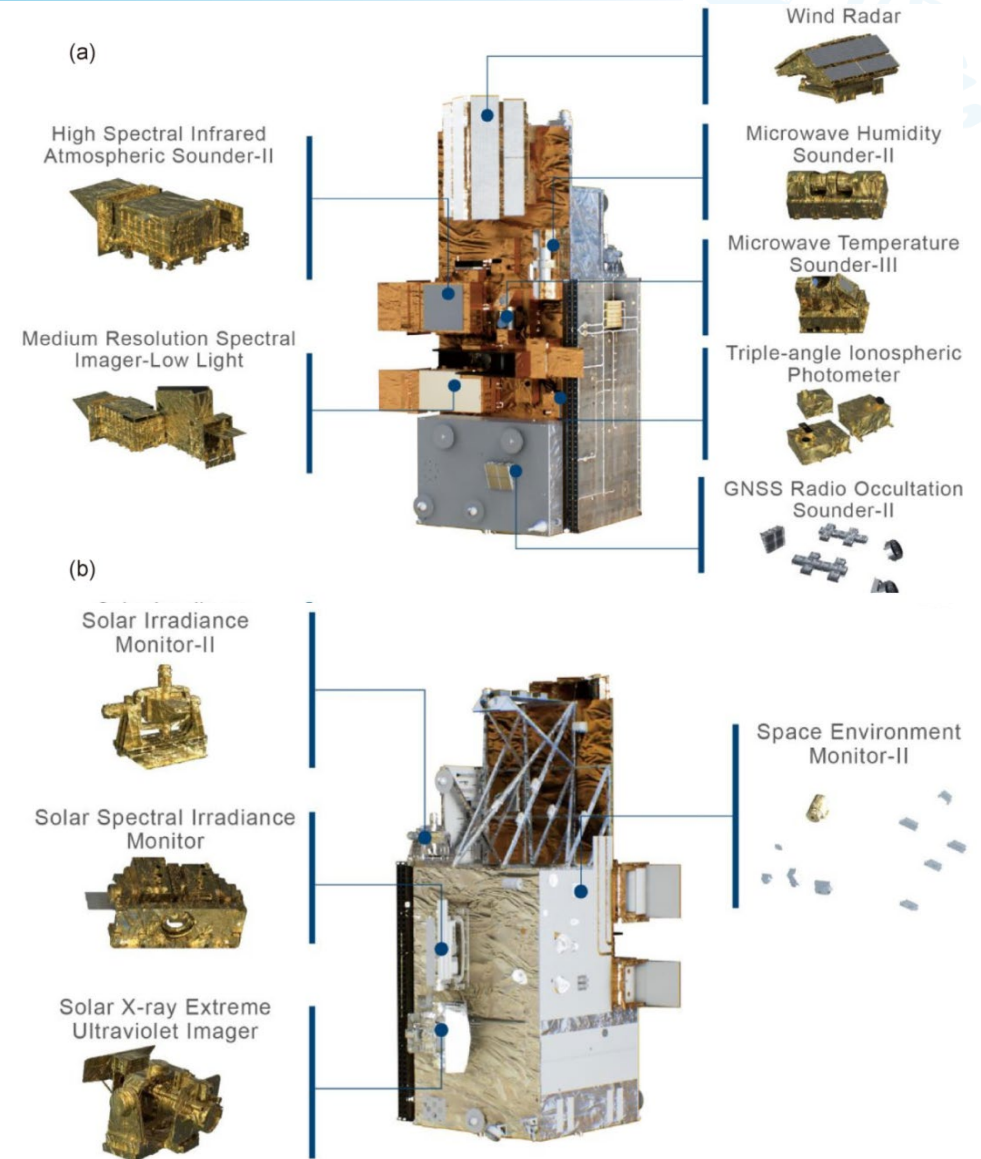 (a)
Wind Radar
High Spectral Infrared
Atmospheric Sounder-II
Microwave Humidity
Sounder-II
Microwave Temperature
Sounder-III
Medium Resolution Spectral
Imager-Low Light
Triple-angle Ionospheric
Photometer
GNSS Radio Occultation
Sounder-II
(b)
Solar Irradiance
Monitor-II
Space Environment
Monitor-II
Solar Spectral Irradiance
Monitor
Solar X-ray Extreme
Ultraviolet Imager